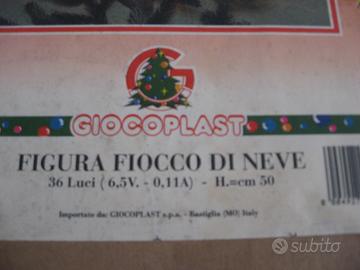 G
GIOCOPLAST
FIGURA FIOCCO DI NEVE
36 Luci ( 6,5V. - 0,11A) - H.=cm 50
Importato da: GIOCOPLAST s.p.a. - Bastiglia (MO) Italy
subito